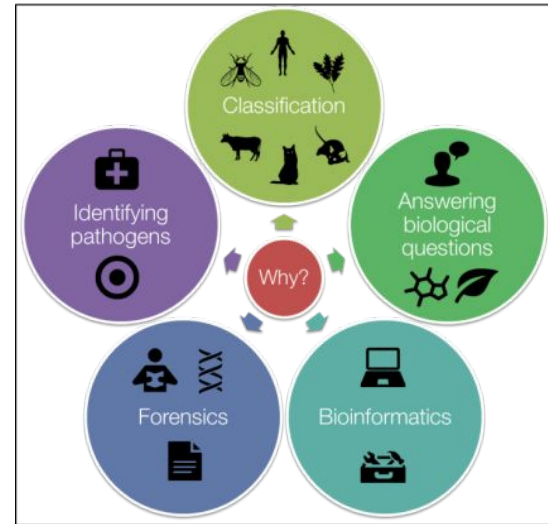 Classification
Identifying
pathogens
Answering
biological
questions
Why?
Forensics
Bioinformatics